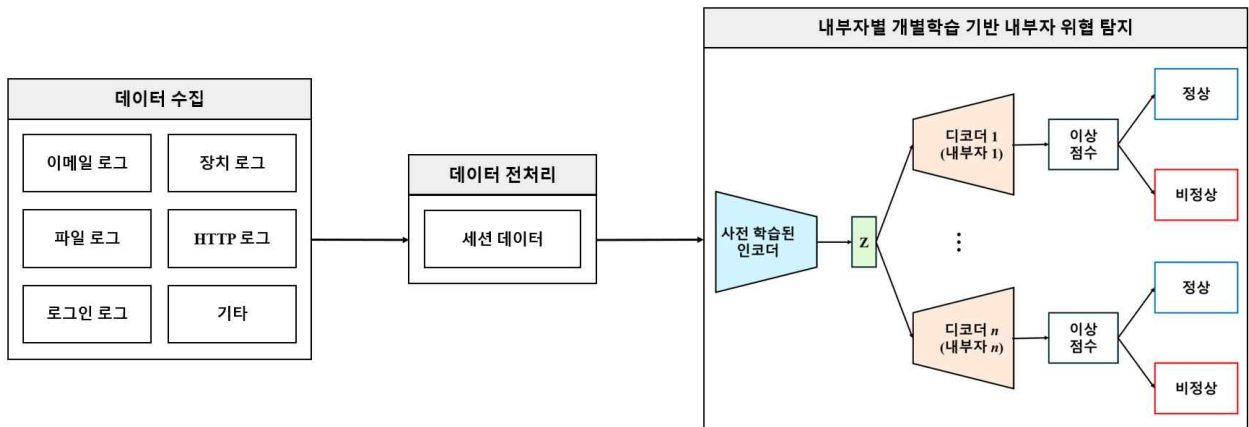 데이터 수집
이메일 로그
장치 로그
파일 로그
HTTP 로그
로그인 로그
기타
데이터 전처리
세션 데이터
내부자별 개별학습 기반 내부자 위협 탐지
사전 학습된
인코더
Z
디코더 1
(내부자 1)
이상
점수
정상
비정상
⋮
디코더 n
(내부자 n)
이상
점수
정상
비정상